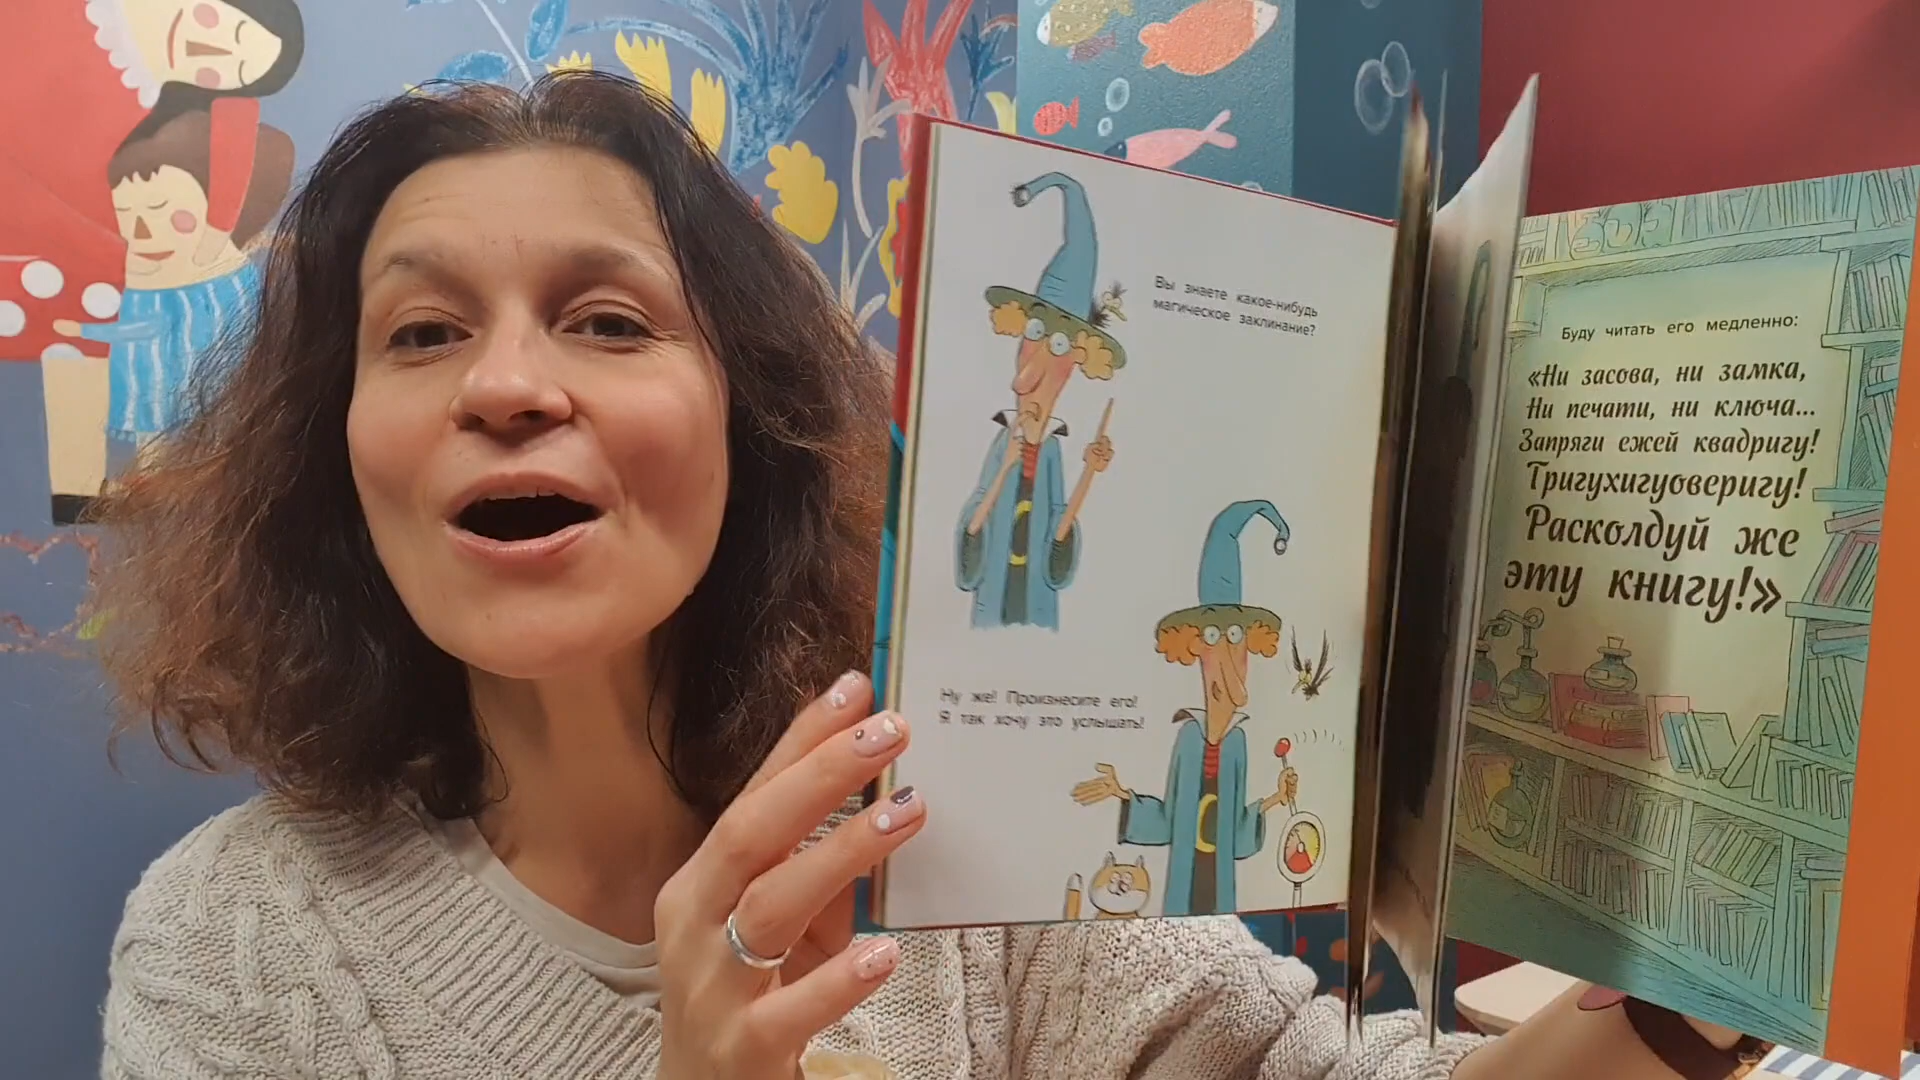 Вы знаете какое-нибудь
магическое заклинание?
Ну же! Произнесите его!
Я так хочу это услышать!
Буду читать его медленно:
«Ни засова, ни замка,
Ни печати, ни ключа...
Запряги ежей квадригу!
Тригухигуоверигу!
Расколдуй же
эту книгу!»